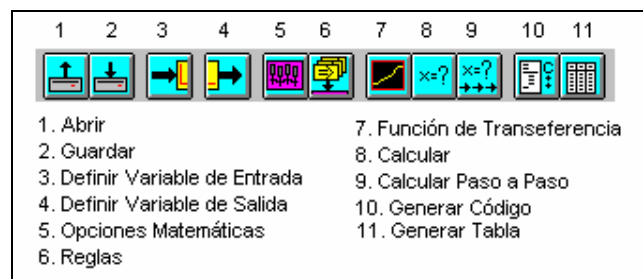 1 2 3 4 5 6 7 8 9 10 11
x=? x=? C
1. Abrir
2. Guardar
3. Definir Variable de Entrada
4. Definir Variable de Salida
5. Opciones Matemáticas
6. Reglas
7. Función de Transeferencia
8. Calcular
9. Calcular Paso a Paso
10. Generar Código
11. Generar Tabla